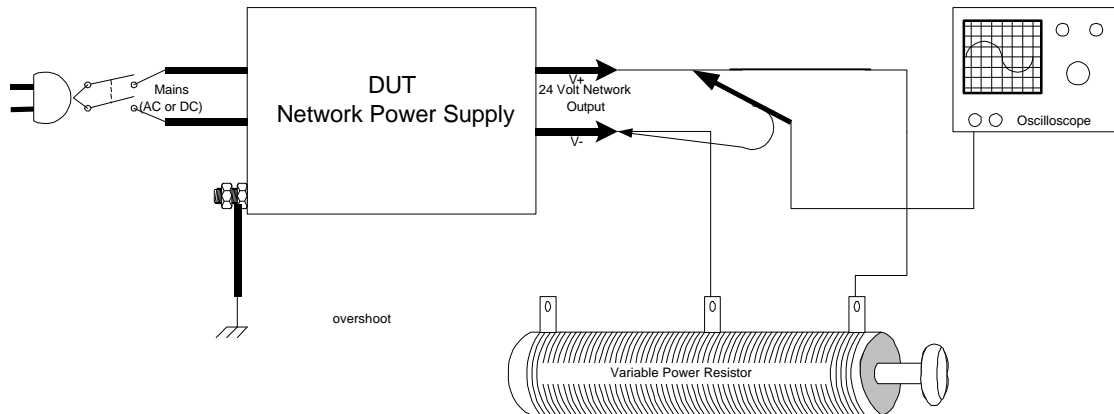 Mains
(AC or DC)
DUT
Network Power Supply
V+
24 Volt Network
Output
V-
Oscilloscope
overshoot
Variable Power Resistor